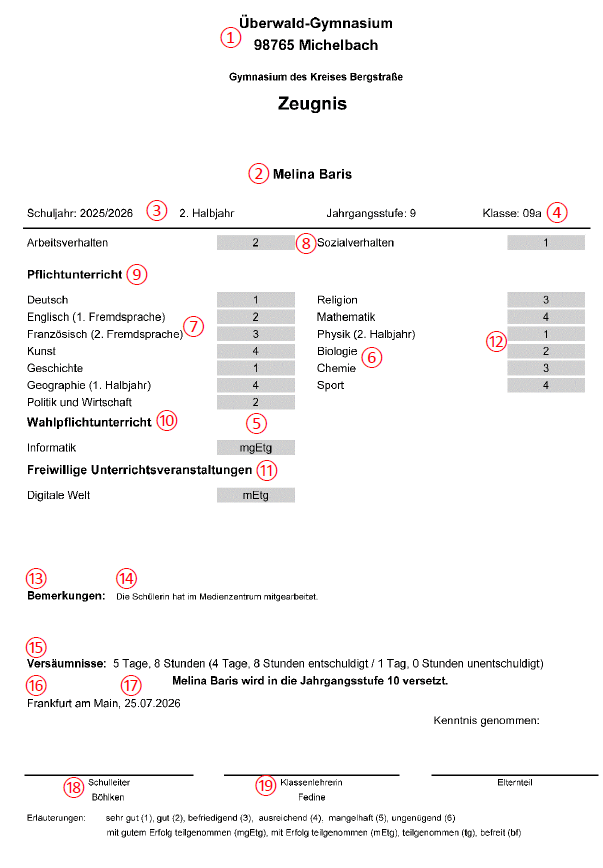 Überwald-Gymnasium
1 98765 Michelbach
Gymnasium des Kreises Bergstraße
Zeugnis
2 Melina Baris
Schuljahr: 2025/2026 3 2. Halbjahr Jahrgangsstufe: 9 Klasse: 09a 4
Arbeitsverhalten 2 8 Sozialverhalten 1
Pflichtunterricht 9
Deutsch 1 Religion 3
Englisch (1. Fremdsprache) 2 Mathematik 4
Französisch (2. Fremdsprache) 7 3 Physik (2. Halbjahr) 12 1
Kunst 4 Biologie 6 2
Geschichte 1 Chemie 3
Geographie (1. Halbjahr) 4 Sport 4
Politik und Wirtschaft 2
Wahlpflichtunterricht 10 5
Informatik mgEtg
Freiwillige Unterrichtsveranstaltungen 11
Digitale Welt mEtg
13 14
Bemerkungen: Die Schülerin hat im Medienzentrum mitgearbeitet.
15
Versäumnisse: 5 Tage, 8 Stunden (4 Tage, 8 Stunden entschuldigt / 1 Tag, 0 Stunden unentschuldigt)
16 17 Melina Baris wird in die Jahrgangsstufe 10 versetzt.
Frankfurt am Main, 25.07.2026
Kenntnis genommen:
18 Schulleiter 19 Klassenlehrerin Elternteil
Böhlken Fedine
Erläuterungen: sehr gut (1), gut (2), befriedigend (3), ausreichend (4), mangelhaft (5), ungenügend (6)
mit gutem Erfolg teilgenommen (mgEtg), mit Erfolg teilgenommen (mEtg), teilgenommen (tg), befreit (bf)